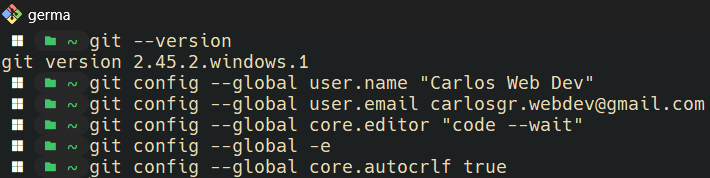 germa
~ git --version
git version 2.45.2.windows.1
~ git config --global user.name "Carlos Web Dev"
~ git config --global user.email carlosgr.webdev@gmail.com
~ git config --global core.editor "code --wait"
~ git config --global -e
~ git config --global core.autocrlf true